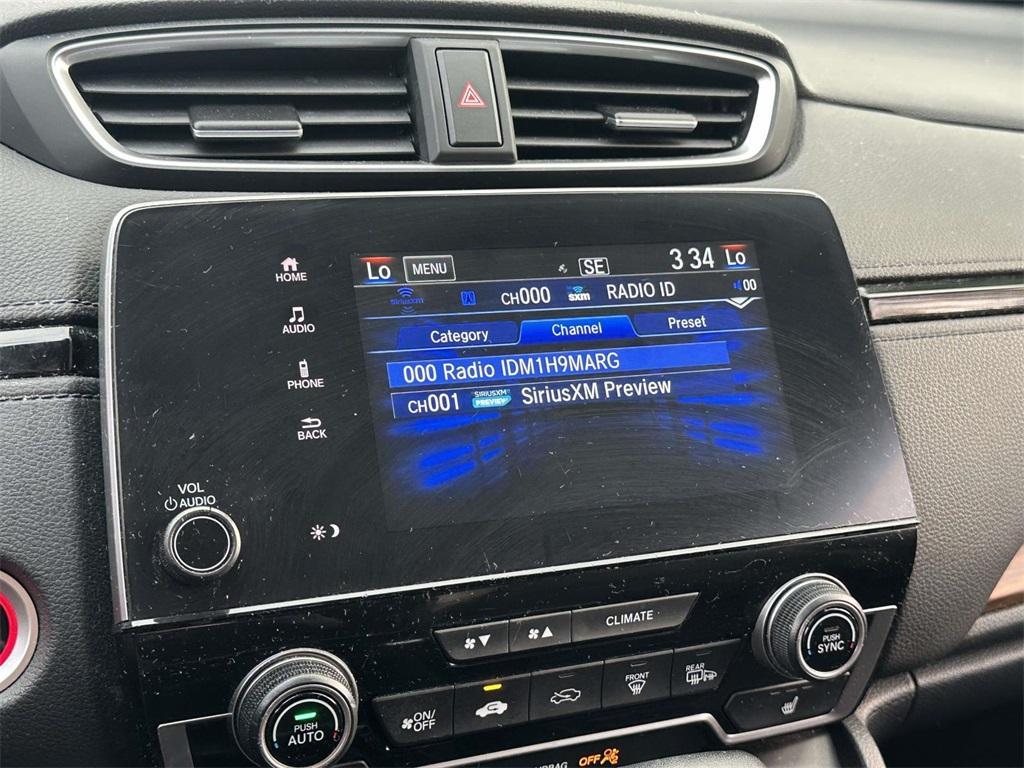 HOME
AUDIO
PHONE
BACK
VOL
AUDIO
Lo MENU SE 3 34 Lo
siriusxm CH000 sxm RADIO ID 00
Category Channel Preset
000 Radio IDM1H9MARG
CH001 SIRIUSXM PREVIEW SiriusXM Preview
CLIMATE
PUSH
AUTO
ON/
OFF
FRONT
REAR
PUSH
SYNC
OFF